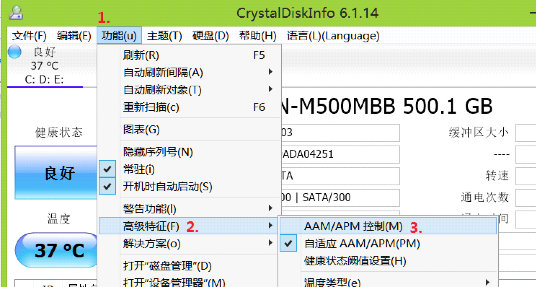 1.
CrystalDiskInfo 6.1.14
文件(F) 编辑(E) 功能(u) 主题(T) 硬盘(D) 帮助(H) 语言(L)(Language)
良好
37 °C
C: D: E:
刷新(R) F5
自动刷新间隔(A)
自动刷新对象(T)
重新扫描(c) F6
N-M500MBB 500.1 GB
图表(G)
03 缓冲区大小
健康状态
隐藏序列号(N)
ADA04251 ----
良好
常驻(i)
TA 转速
开机时自动启动(S)
00 | SATA/300 通电次数
警告功能(l)
温度
高级特征(F) 2.
AAM/APM 控制(M) 3.
37 °C
解决方案(o)
自适应 AAM/APM(PM)
打开“磁盘管理”(D)
健康状态阈值设置(H)
打开“设备管理器”(M)
温度类型(e)